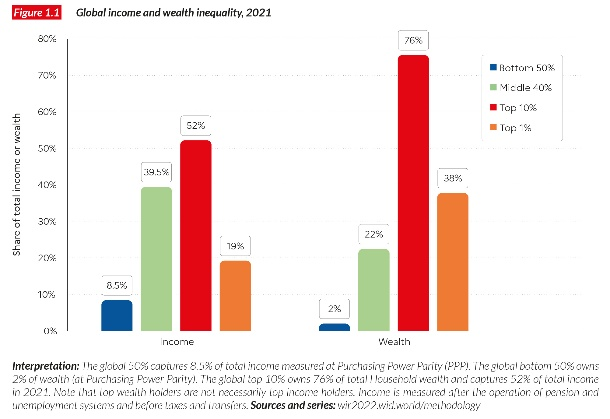 Figure 1.1 Global income and wealth inequality, 2021
80%
70%
60%
50%
40%
30%
20%
10%
0%
Share of total income or wealth
8.5%
39.5%
52%
19%
2%
22%
76%
38%
Income
Wealth
Bottom 50%
Middle 40%
Top 10%
Top 1%
Interpretation: The global 50% captures 8.5% of total income measured at Purchasing Power Parity (PPP). The global bottom 50% owns
2% of wealth (at Purchasing Power Parity). The global top 10% owns 76% of total Household wealth and captures 52% of total income
in 2021. Note that top wealth holders are not necessarily top income holders. Income is measured after the operation of pension and
unemployment systems and before taxes and transfers. Sources and series: wir2022.wid.world/methodology